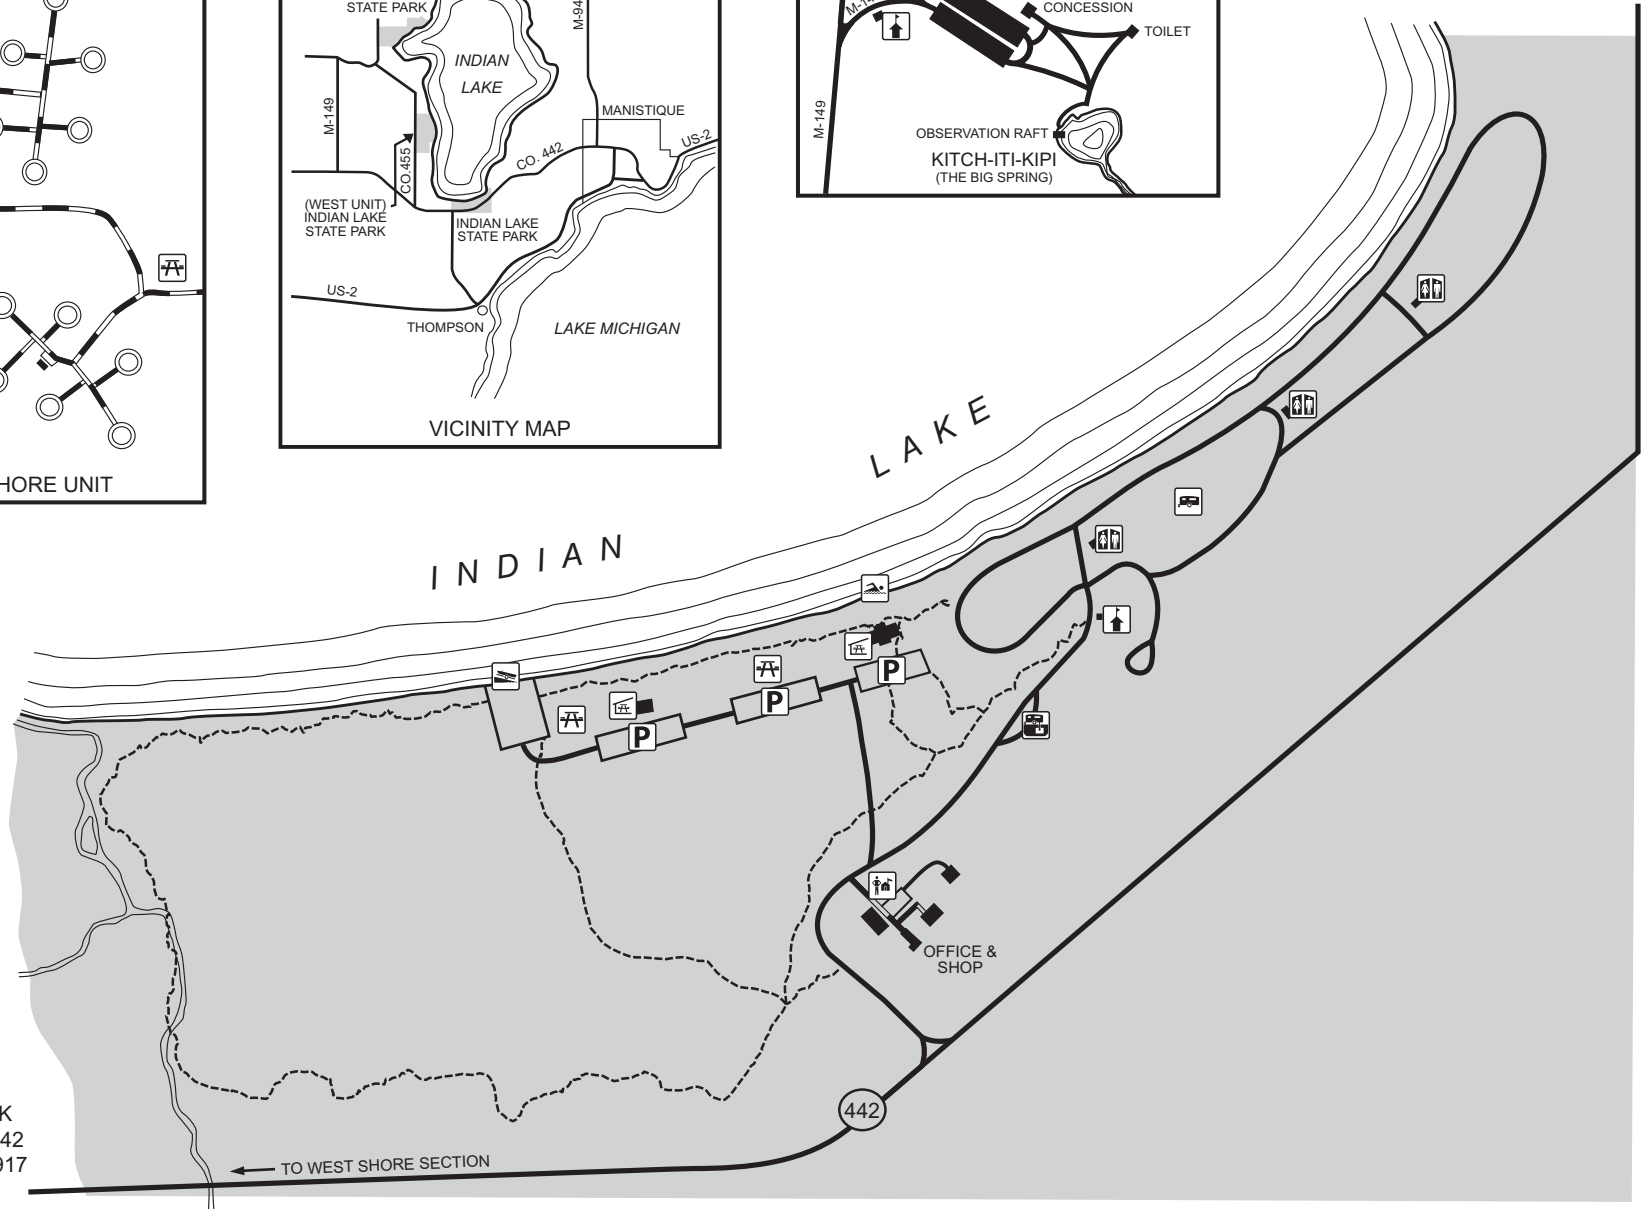 HORE UNIT
STATE PARK
INDIAN
LAKE
M-94
M-149
CO.455
CO. 442
MANISTIQUE
US-2
(WEST UNIT)
INDIAN LAKE
STATE PARK
INDIAN LAKE
STATE PARK
US-2
THOMPSON
LAKE MICHIGAN
VICINITY MAP
M-149
M-149
CONCESSION
TOILET
OBSERVATION RAFT
KITCH-ITI-KIPI
(THE BIG SPRING)
INDIAN
LAKE
P
P
P
OFFICE &
SHOP
442
TO WEST SHORE SECTION
K
42
917